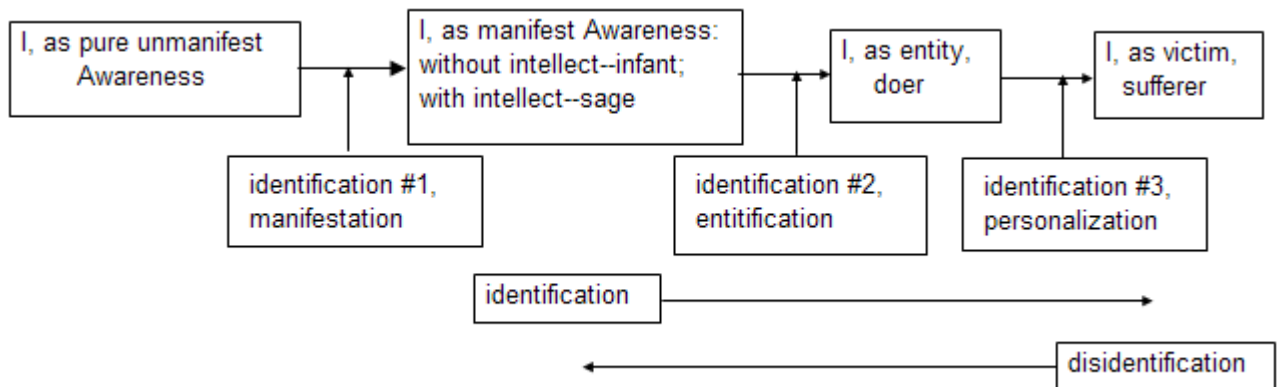 I, as pure unmanifest
Awareness
I, as manifest Awareness:
without intellect--infant;
with intellect--sage
I, as entity,
doer
I, as victim,
sufferer
identification #1,
manifestation
identification #2,
entitification
identification #3,
personalization
identification
disidentification